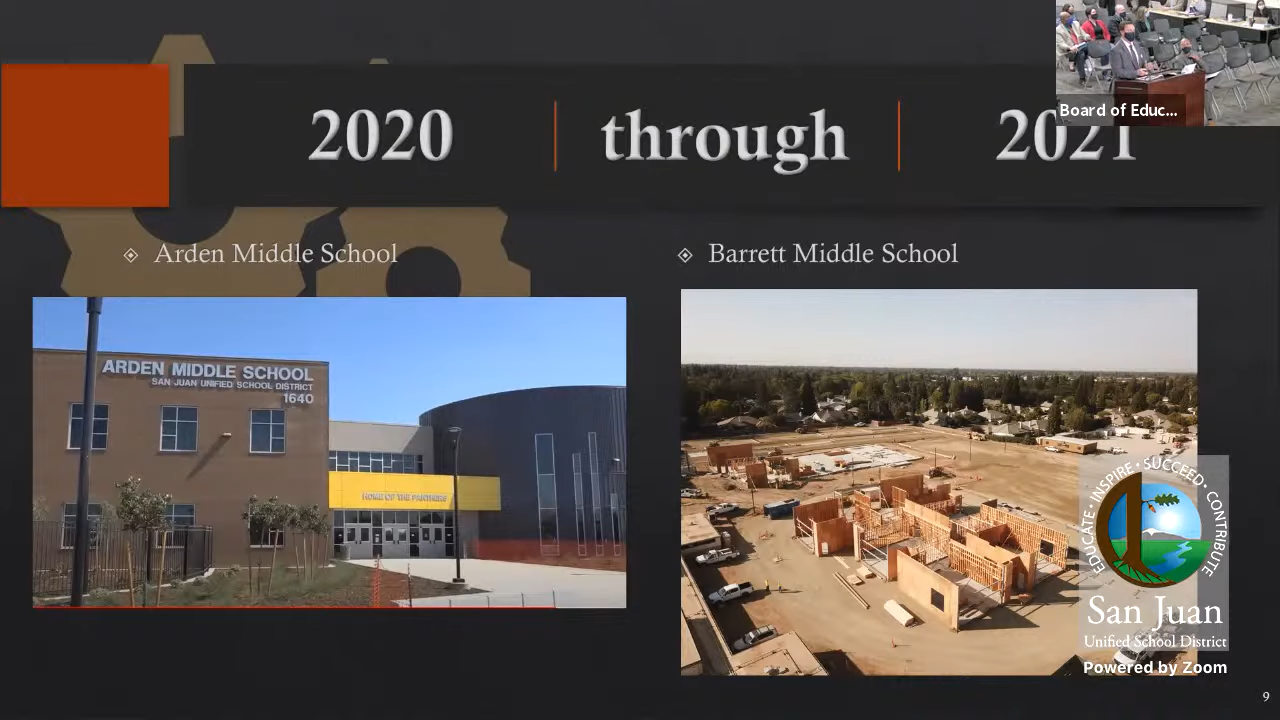 2020
through
2021
Board of Educ...
Arden Middle School
Barrett Middle School
ARDEN MIDDLE SCHOOL
SAN JUAN UNIFIED SCHOOL DISTRICT
1640
HOME OF THE PANTHERS
EDUCATE · INSPIRE · SUCCEED · CONTRIBUTE
San Juan
Unified School District
Powered by Zoom
9